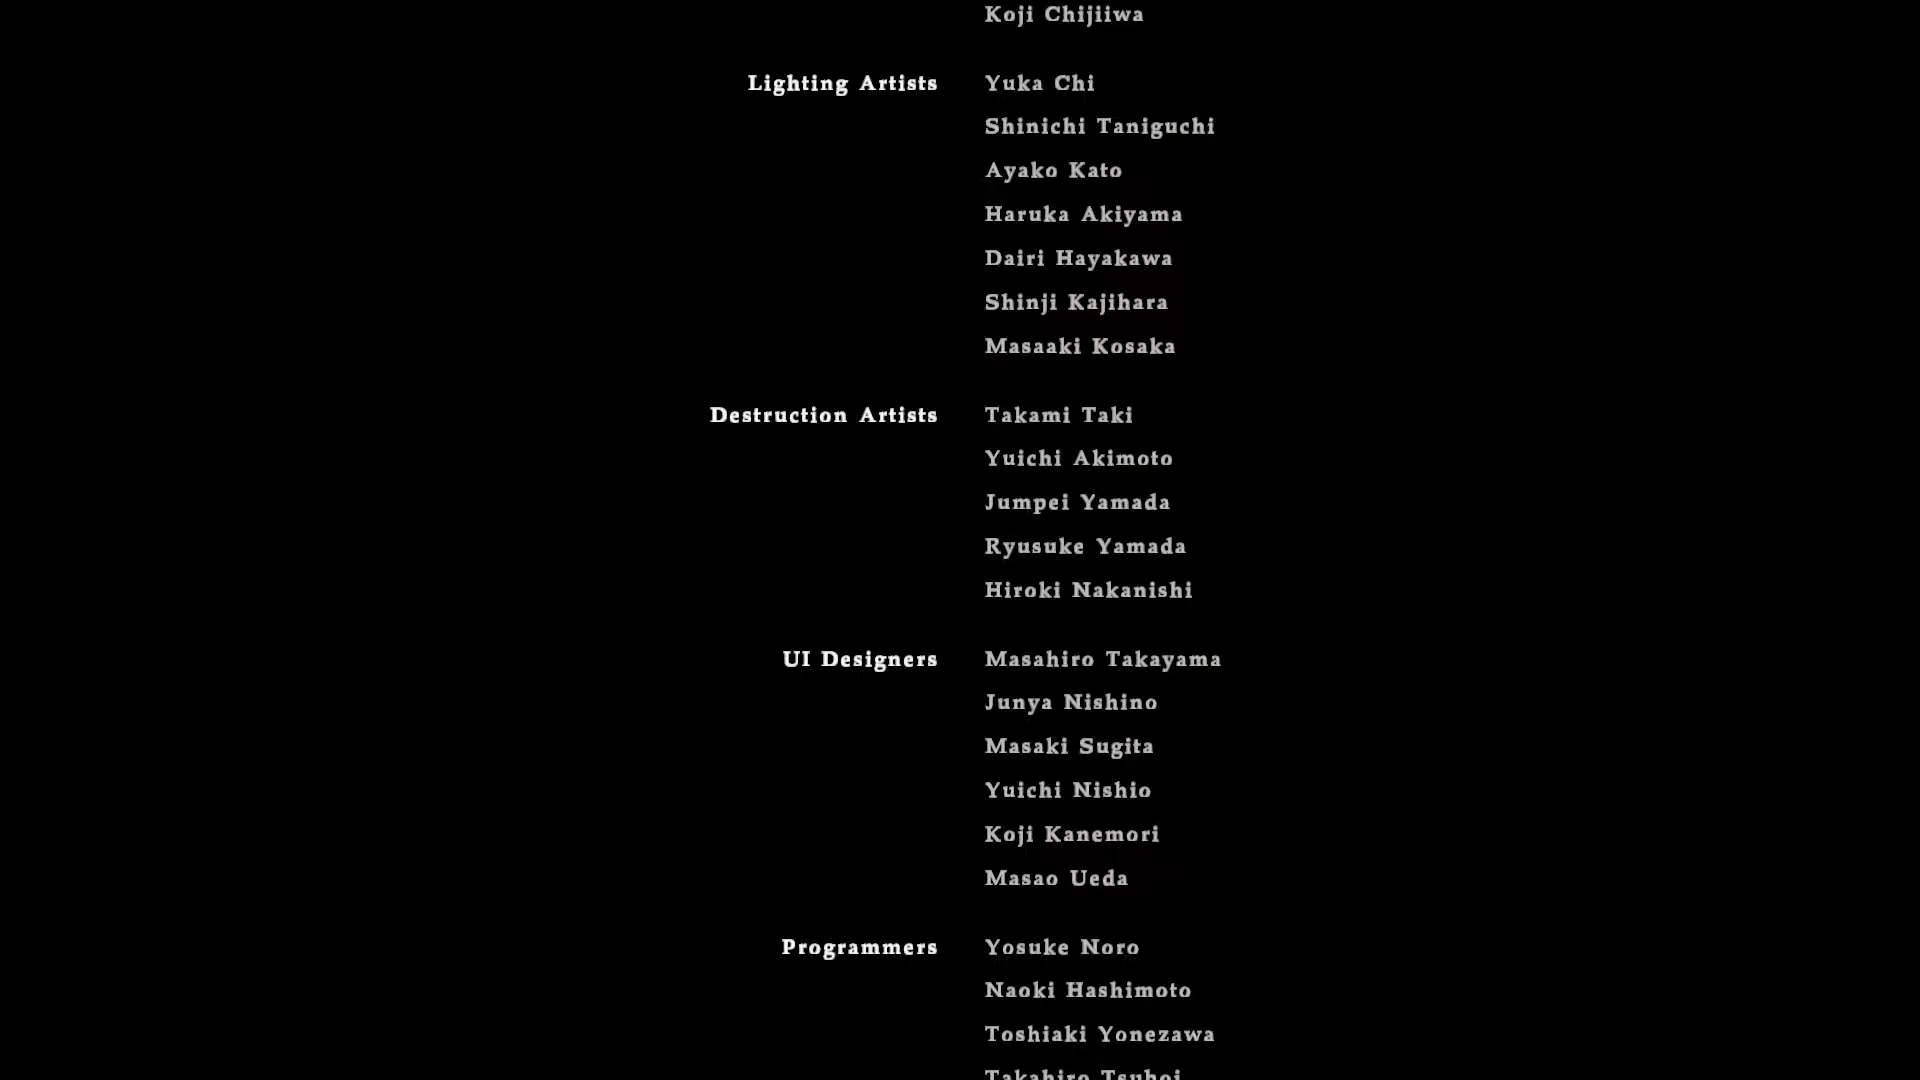 Koji Chijiiwa
Lighting Artists Yuka Chi
Shinichi Taniguchi
Ayako Kato
Haruka Akiyama
Dairi Hayakawa
Shinji Kajihara
Masaaki Kosaka
Destruction Artists Takami Taki
Yuichi Akimoto
Jumpei Yamada
Ryusuke Yamada
Hiroki Nakanishi
UI Designers Masahiro Takayama
Junya Nishino
Masaki Sugita
Yuichi Nishio
Koji Kanemori
Masao Ueda
Programmers Yosuke Noro
Naoki Hashimoto
Toshiaki Yonezawa
Takahiro Tsuboi